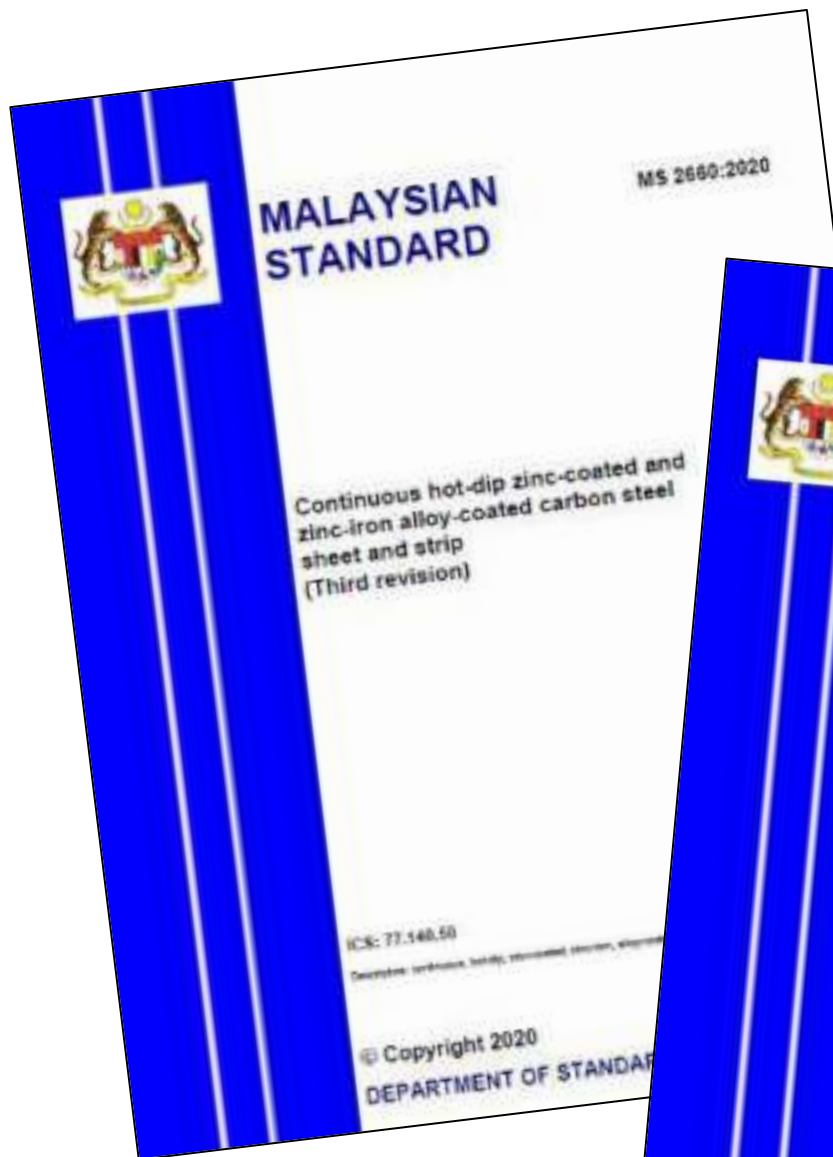 MALAYSIAN
STANDARD
MS 2660:2020
Continuous hot-dip zinc-coated and
zinc-iron alloy-coated carbon steel
sheet and strip
(Third revision)
ICS: 77.140.50
© Copyright 2020
DEPARTMENT OF STANDAR